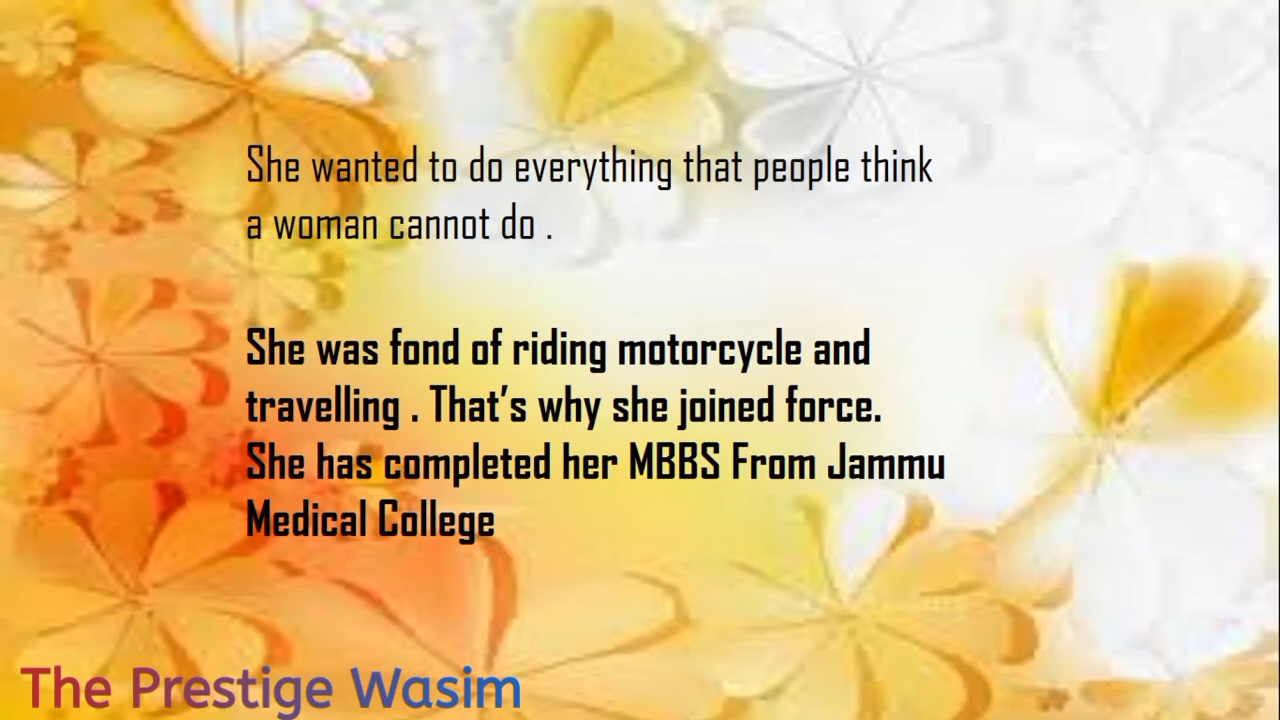 She wanted to do everything that people think
a woman cannot do .
She was fond of riding motorcycle and
travelling . That’s why she joined force.
She has completed her MBBS From Jammu
Medical College
The Prestige Wasim